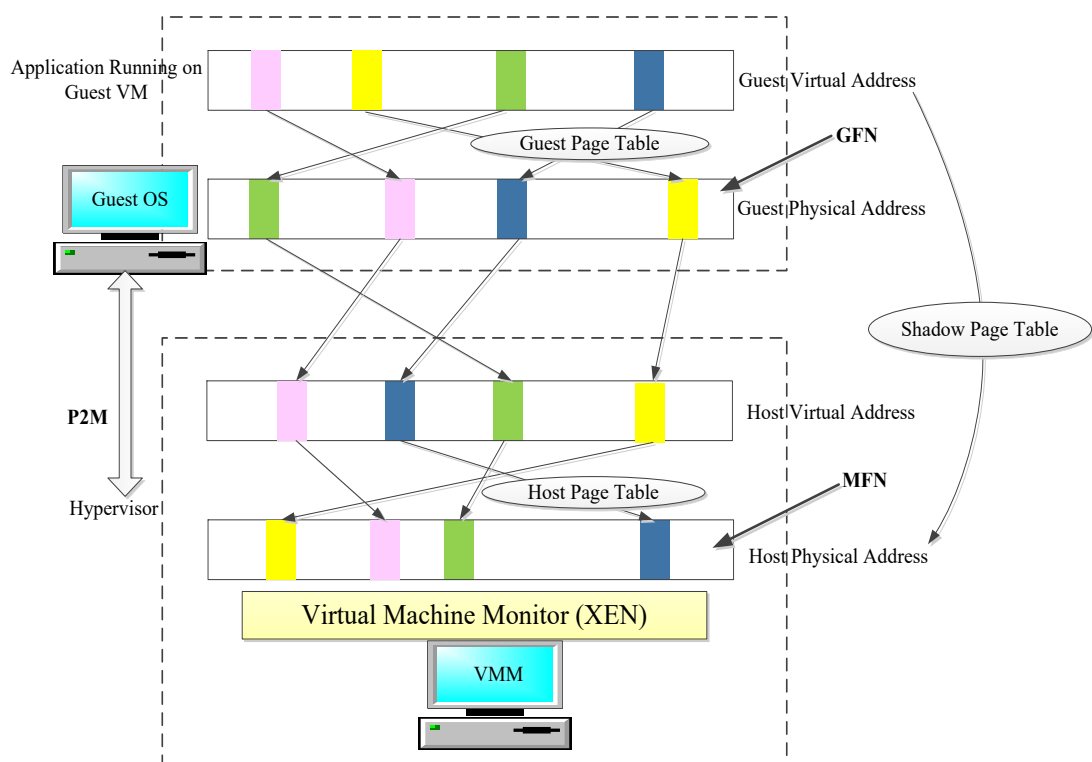 Application Running on
Guest VM
Guest Virtual Address
Guest Page Table
GFN
Guest OS
Guest Physical Address
Shadow Page Table
P2M
Host Virtual Address
Hypervisor
Host Page Table
MFN
Host Physical Address
Virtual Machine Monitor (XEN)
VMM